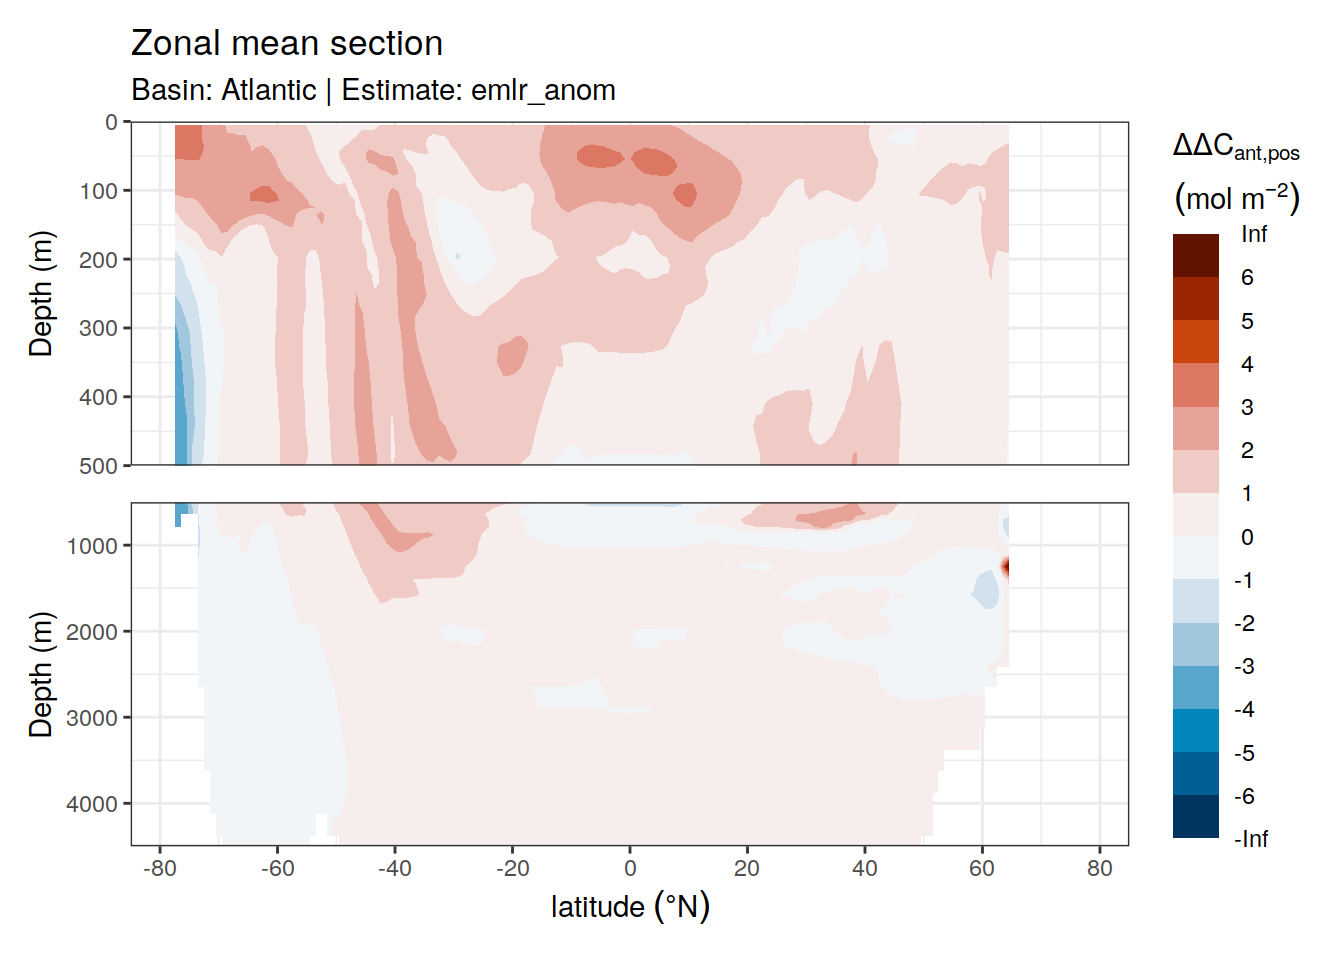 Zonal mean section
Basin: Atlantic | Estimate: emlr_anom
0
100
200
300
400
500
Depth (m)
1000
2000
3000
4000
Depth (m)
-80 -60 -40 -20 0 20 40 60 80
latitude (°N)
ΔΔCant,pos
(mol m⁻²)
Inf
6
5
4
3
2
1
0
-1
-2
-3
-4
-5
-6
-Inf